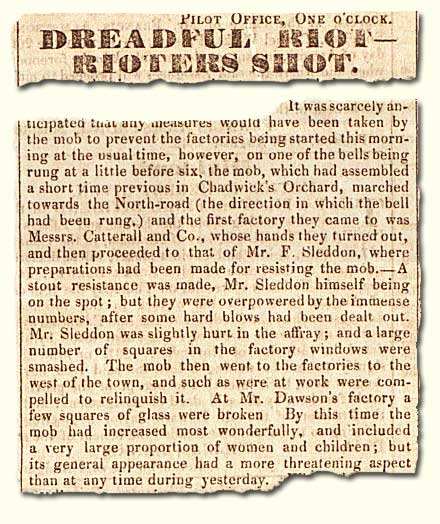 PILOT OFFICE, ONE O'CLOCK.
DREADFUL RIOT—
RIOTERS SHOT.
It was scarcely an-
ticipated that any measures would have been taken by
the mob to prevent the factories being started this morn-
ing at the usual time, however, on one of the bells being
rung at a little before six, the mob, which had assembled
a short time previous in Chadwick's Orchard, marched
towards the North-road (the direction in which the bell
had been rung,) and the first factory they came to was
Messrs. Catterall and Co., whose hands they turned out,
and then proceeded to that of Mr. F. Sleddon, where
preparations had been made for resisting the mob.—A
stout resistance was made, Mr. Sleddon himself being
on the spot; but they were overpowered by the immense
numbers, after some hard blows had been dealt out.
Mr. Sleddon was slightly hurt in the affray; and a large
number of squares in the factory windows were
smashed. The mob then went to the factories to the
west of the town, and such as were at work were com-
pelled to relinquish it. At Mr. Dawson's factory a
few squares of glass were broken By this time the
mob had increased most wonderfully, and included
a very large proportion of women and children; but
its general appearance had a more threatening aspect
than at any time during yesterday.